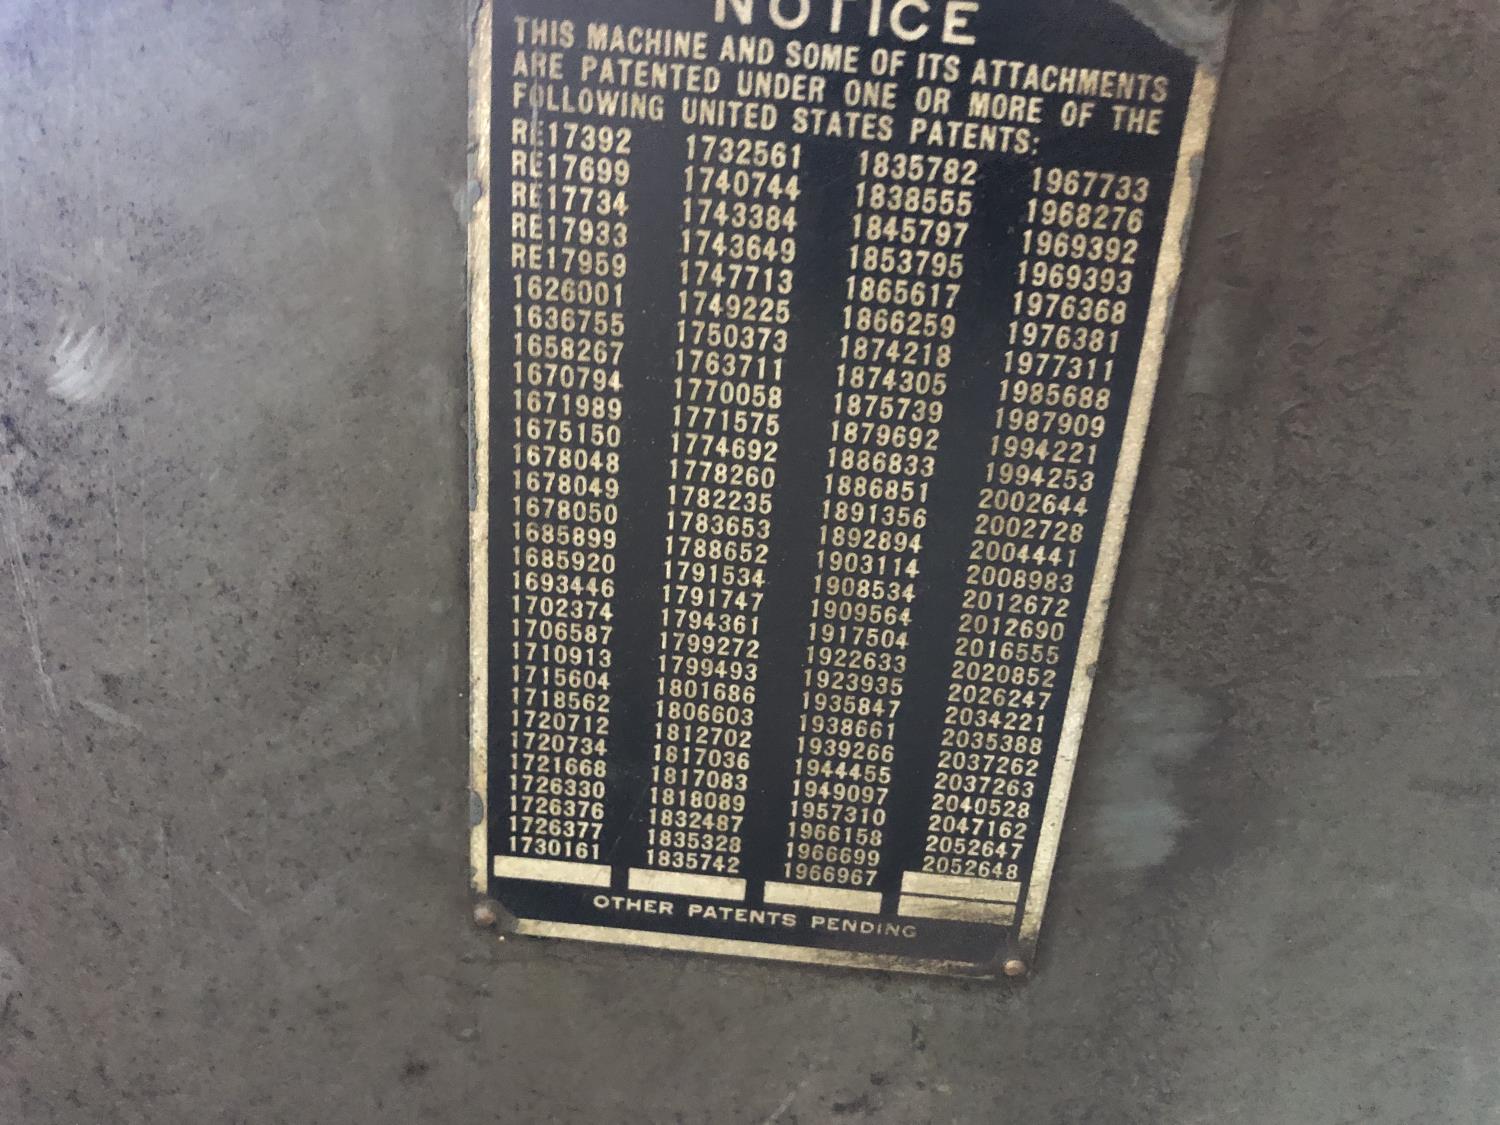 NOTICE
THIS MACHINE AND SOME OF ITS ATTACHMENTS
ARE PATENTED UNDER ONE OR MORE OF THE
FOLLOWING UNITED STATES PATENTS:
RE17392 1732561 1835782 1967733
RE17699 1740744 1838555 1968276
RE17734 1743384 1845797 1969392
RE17933 1743649 1853795 1969393
RE17959 1747713 1865617 1976368
1626001 1749225 1866259 1976381
1636755 1750373 1874218 1977311
1658267 1763711 1874305 1985688
1670794 1770058 1875739 1987909
1671989 1771575 1879692 1994221
1675150 1774692 1886833 1994253
1678048 1778260 1886851 2002644
1678049 1782235 1891356 2002728
1678050 1783653 1892894 2004441
1685899 1788652 1903114 2008983
1685920 1791534 1908534 2012672
1693446 1791747 1909564 2012690
1702374 1794361 1917504 2016555
1706587 1799272 1922633 2020852
1710913 1799493 1923935 2026247
1715604 1801686 1935847 2034221
1718562 1806603 1938661 2035388
1720712 1812702 1939266 2037262
1720734 1817036 1944455 2037263
1721668 1817083 1949097 2040528
1726330 1818089 1957310 2047162
1726376 1832487 1966158 2052647
1726377 1835328 1966699 2052648
1730161 1835742 1966967
OTHER PATENTS PENDING